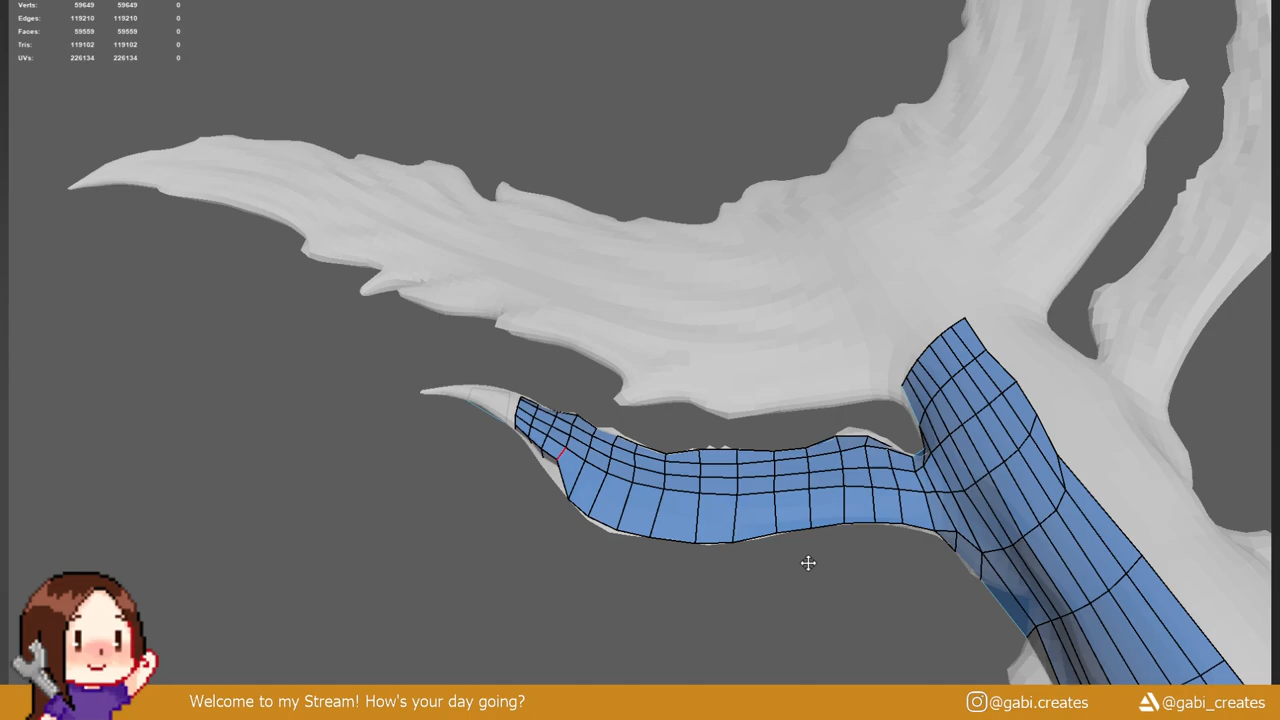 Verts: 59649 59649 0
Edges: 119210 119210 0
Faces: 59559 59559 0
Tris: 119102 119102 0
UVs: 226134 226134 0
Welcome to my Stream! How's your day going? @gabi.creates @gabi_creates